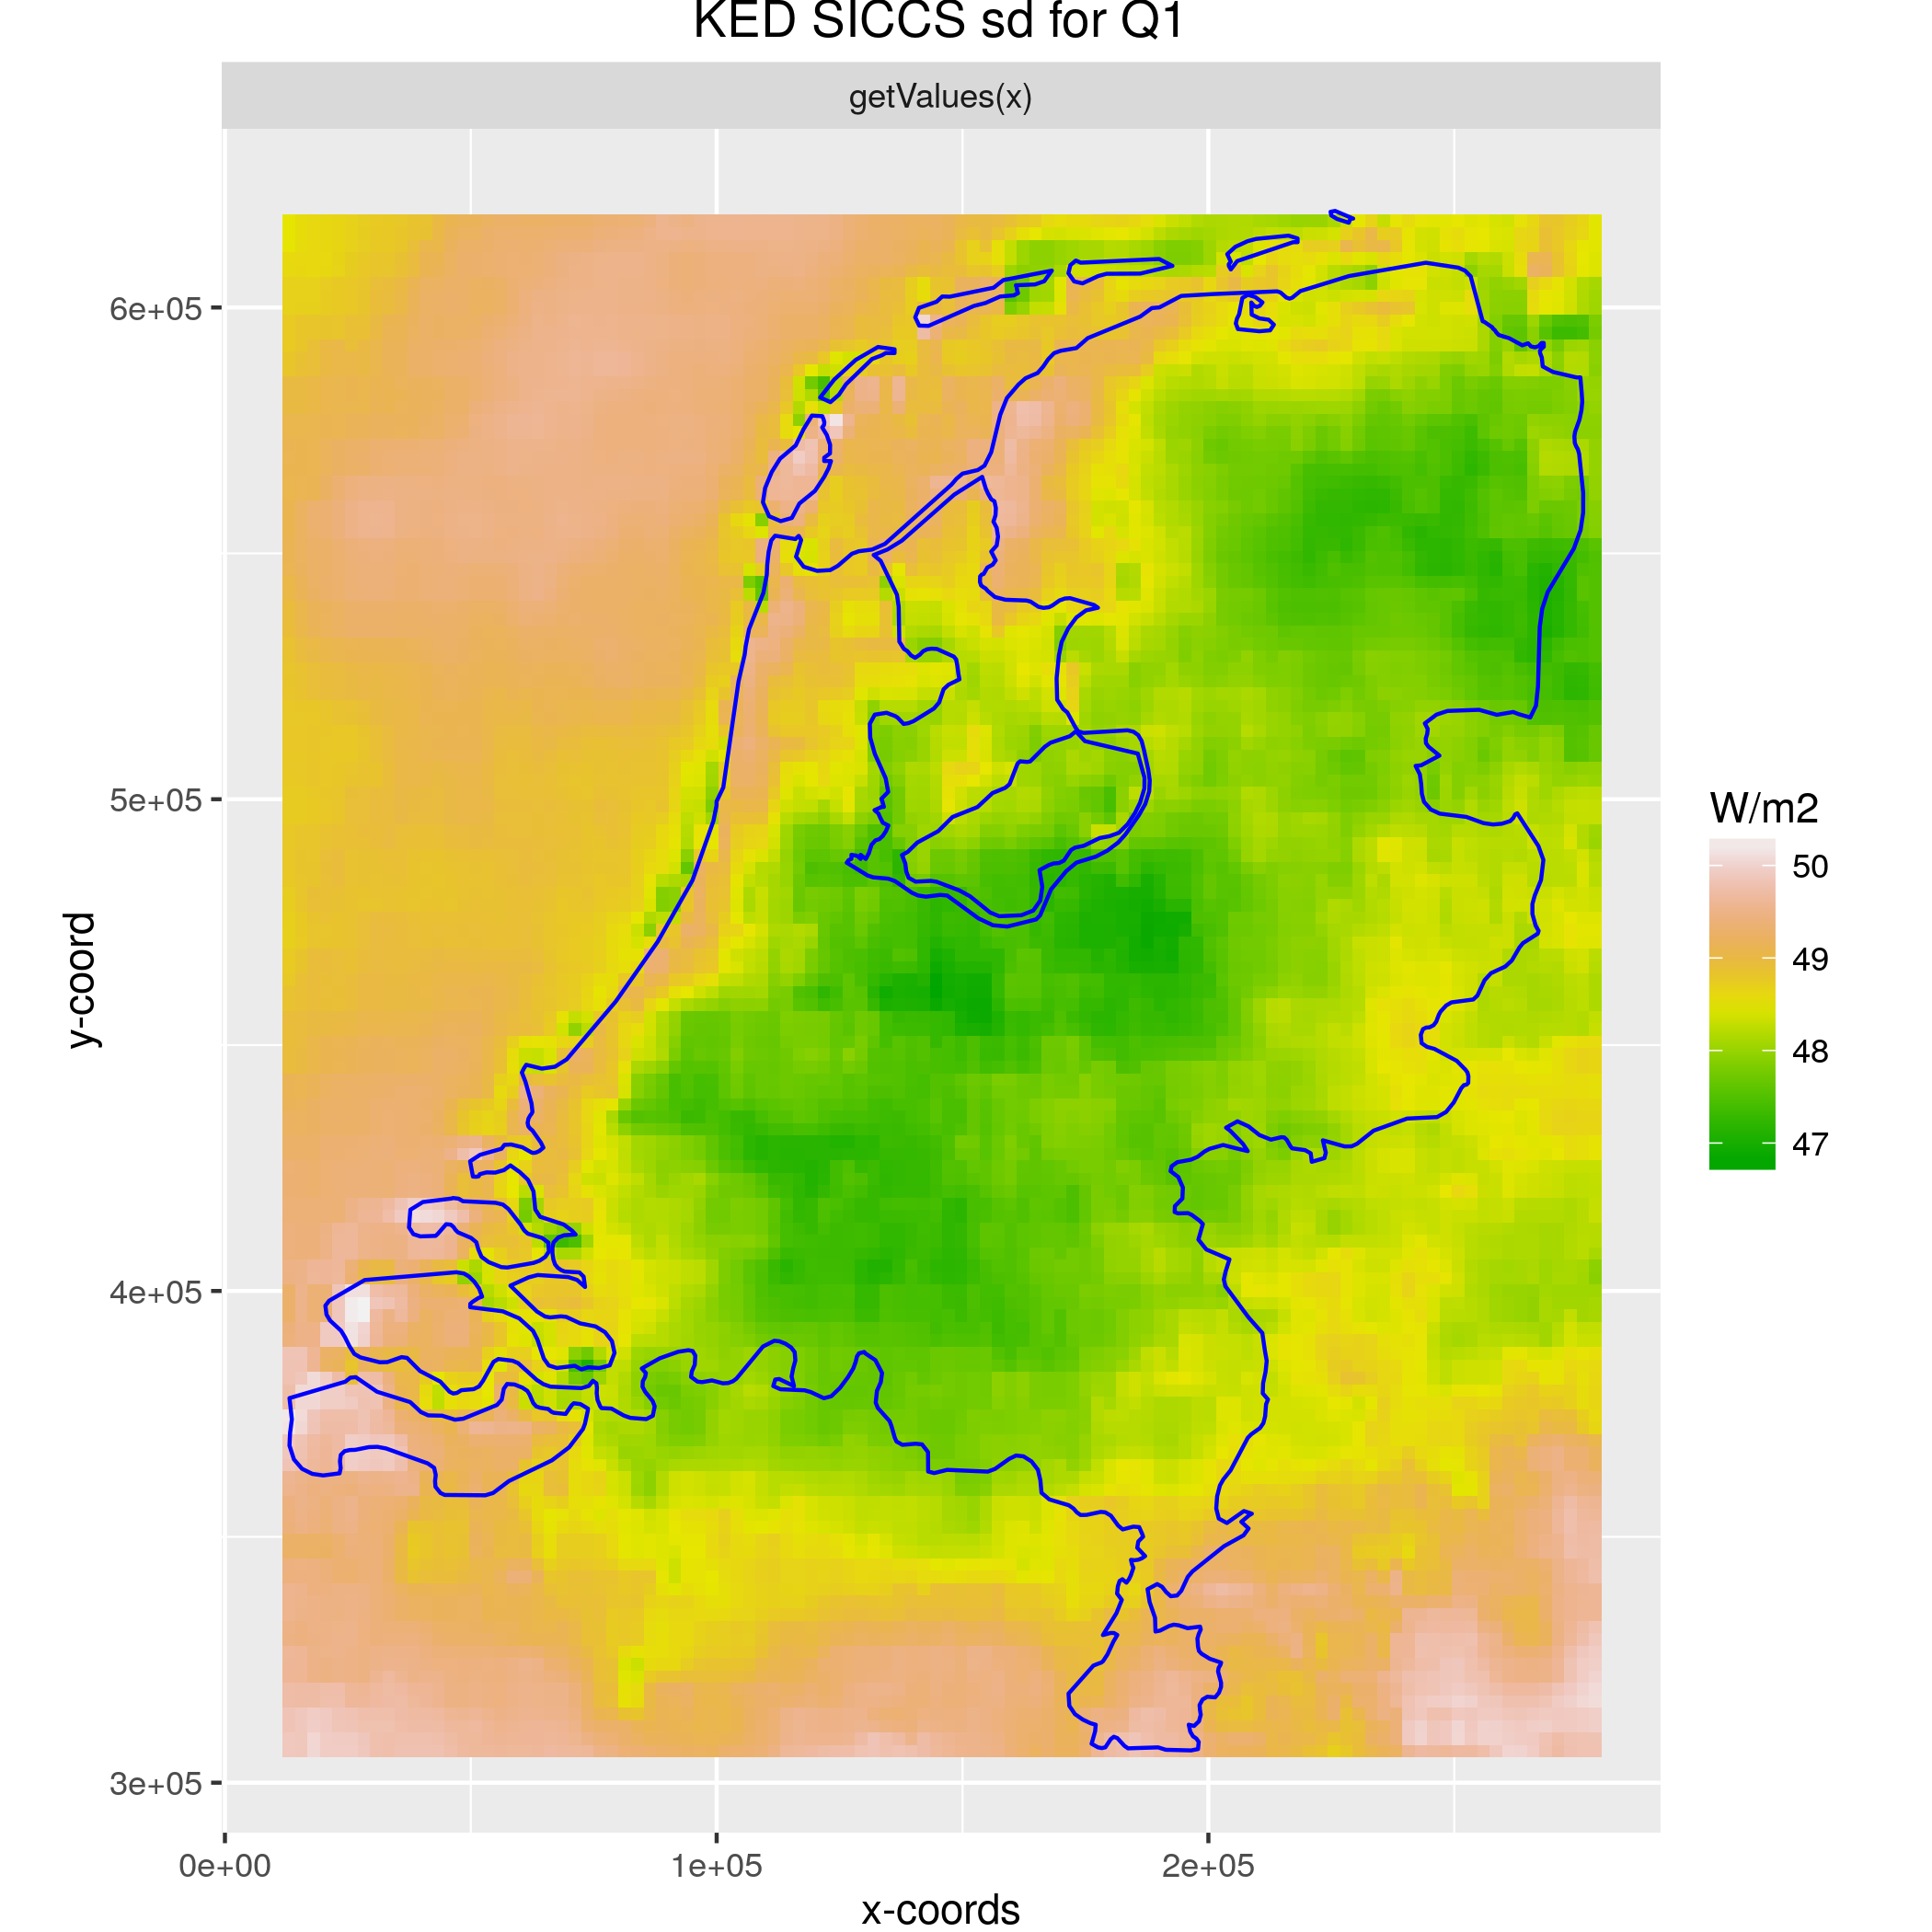 KED SICCS sd for Q1
getValues(x)
6e+05
5e+05
4e+05
3e+05
y-coord
0e+00
1e+05
2e+05
x-coords
W/m2
50
49
48
47